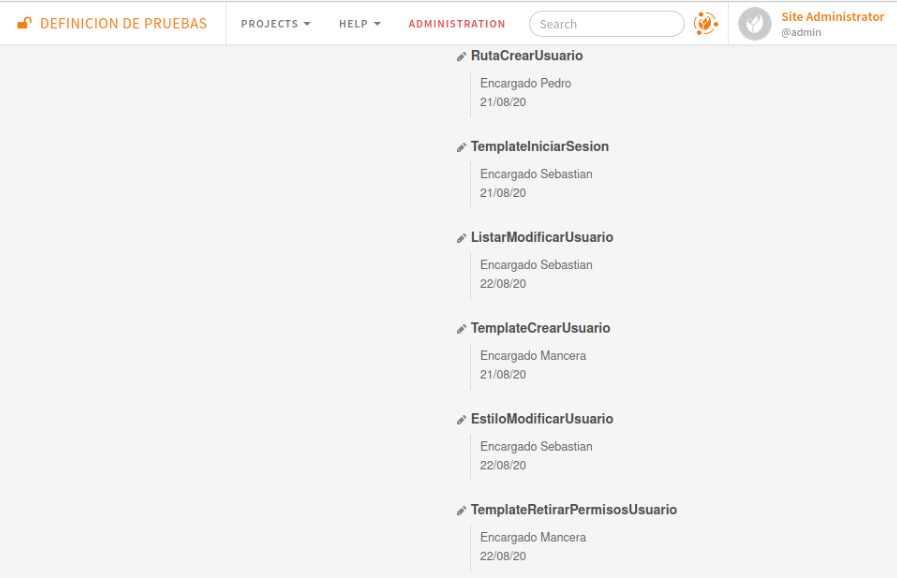 DEFINICION DE PRUEBAS
PROJECTS
HELP
ADMINISTRATION
Search
Site Administrator
@admin
RutaCrearUsuario
Encargado Pedro
21/08/20
TemplateIniciarSesion
Encargado Sebastian
21/08/20
ListarModificarUsuario
Encargado Sebastian
22/08/20
TemplateCrearUsuario
Encargado Mancera
21/08/20
EstiloModificarUsuario
Encargado Sebastian
22/08/20
TemplateRetirarPermisosUsuario
Encargado Mancera
22/08/20